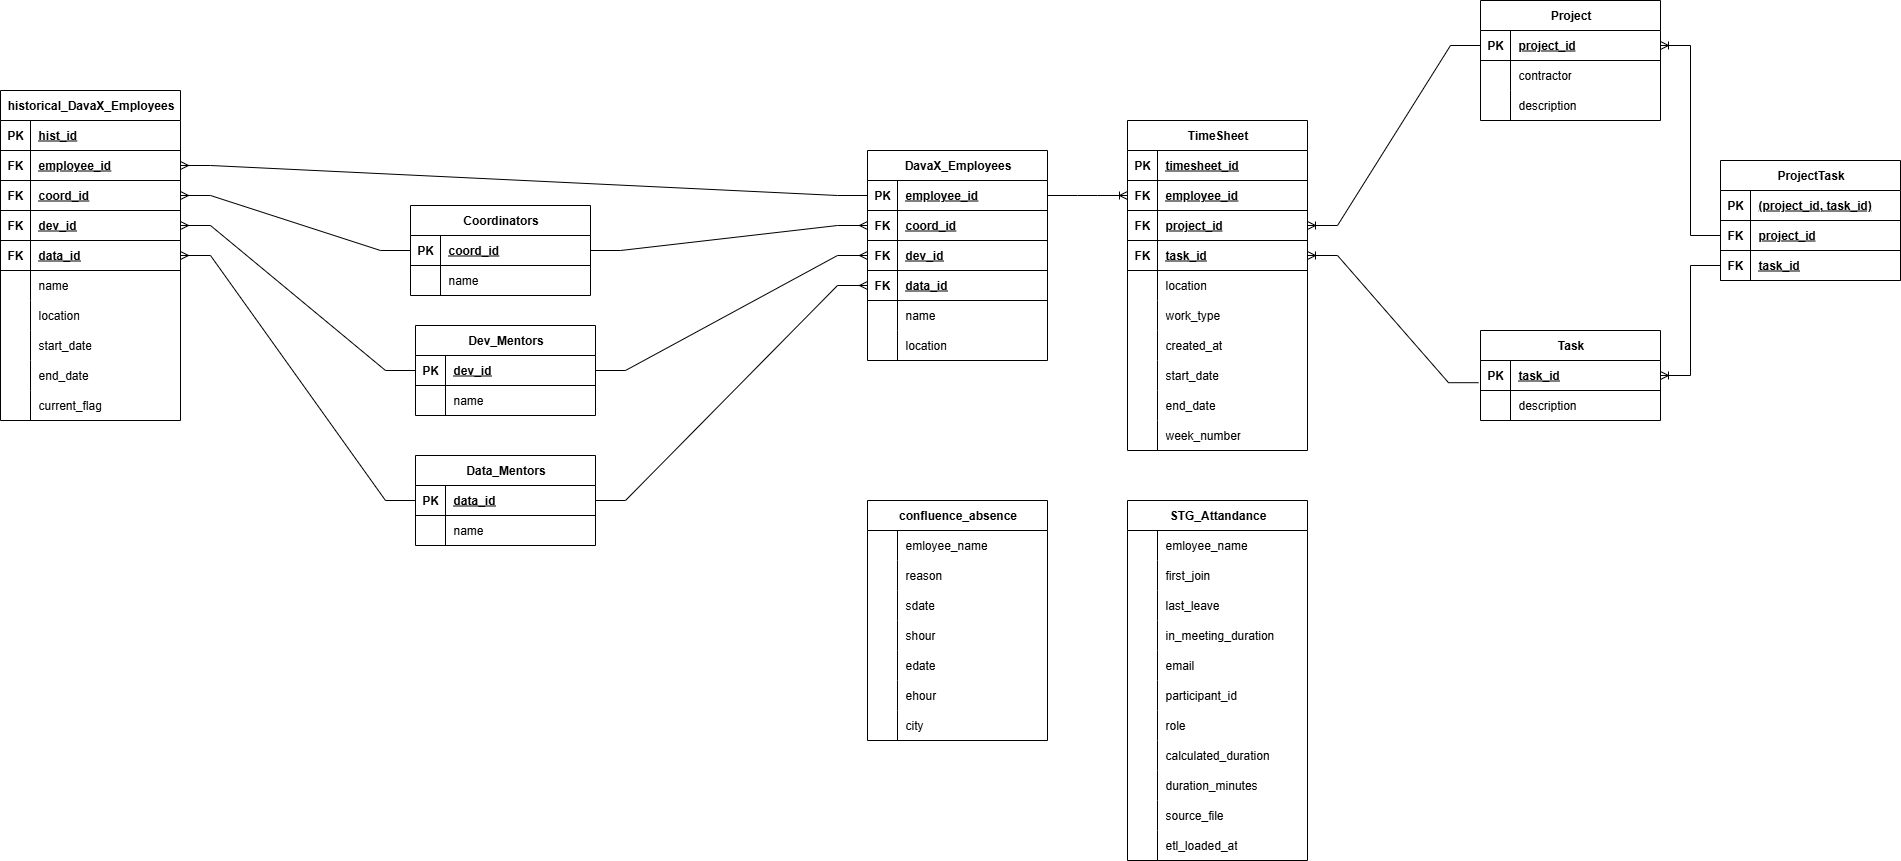 historical_DavaX_Employees
PK hist_id
FK employee_id
FK coord_id
FK dev_id
FK data_id
name
location
start_date
end_date
current_flag
Coordinators
PK coord_id
name
Dev_Mentors
PK dev_id
name
Data_Mentors
PK data_id
name
DavaX_Employees
PK employee_id
FK coord_id
FK dev_id
FK data_id
name
location
confluence_absence
emloyee_name
reason
sdate
shour
edate
ehour
city
TimeSheet
PK timesheet_id
FK employee_id
FK project_id
FK task_id
location
work_type
created_at
start_date
end_date
week_number
STG_Attandance
emloyee_name
first_join
last_leave
in_meeting_duration
email
participant_id
role
calculated_duration
duration_minutes
source_file
etl_loaded_at
Project
PK project_id
contractor
description
Task
PK task_id
description
ProjectTask
PK (project_id, task_id)
FK project_id
FK task_id